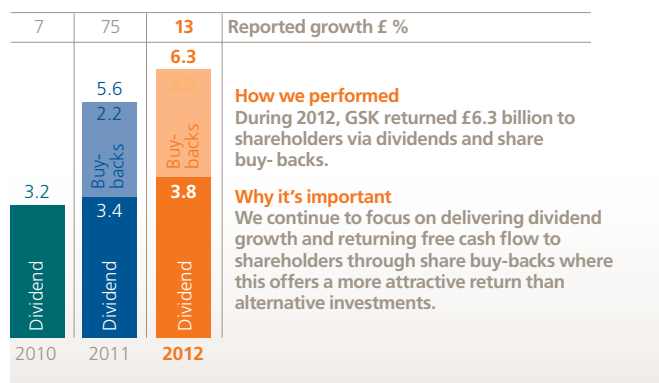 7 75 13 Reported growth £ %
6.3
5.6
2.5
2.2
Buy-
backs
Buy-
backs
3.2
3.4
3.8
Dividend
Dividend
Dividend
2010 2011 2012
How we performed
During 2012, GSK returned £6.3 billion to
shareholders via dividends and share
buy- backs.
Why it's important
We continue to focus on delivering dividend
growth and returning free cash flow to
shareholders through share buy-backs where
this offers a more attractive return than
alternative investments.